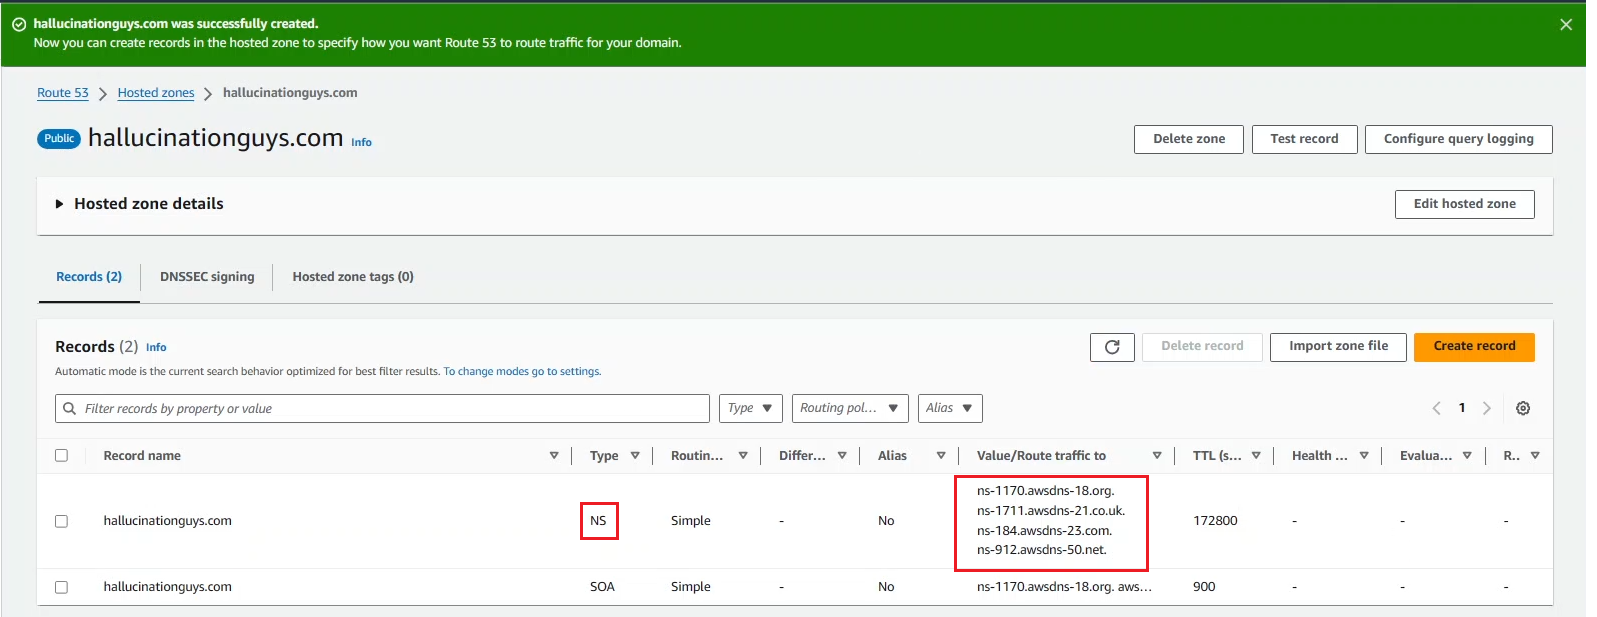 hallucinationguys.com was successfully created.
Now you can create records in the hosted zone to specify how you want Route 53 to route traffic for your domain.
Route 53 > Hosted zones > hallucinationguys.com
Public hallucinationguys.com Info
Delete zone Test record Configure query logging
Hosted zone details
Edit hosted zone
Records (2) DNSSEC signing Hosted zone tags (0)
Records (2) Info
Delete record Import zone file Create record
Automatic mode is the current search behavior optimized for best filter results. To change modes go to settings.
Filter records by property or value Type Routing pol... Alias 1
Record name Type Routin... Differ... Alias Value/Route traffic to TTL (s... Health ... Evalua... R..
hallucinationguys.com NS Simple - No
ns-1170.awsdns-18.org.
ns-1711.awsdns-21.co.uk.
ns-184.awsdns-23.com.
ns-912.awsdns-50.net.
172800 - - -
hallucinationguys.com SOA Simple - No ns-1170.awsdns-18.org. aws... 900 - - -